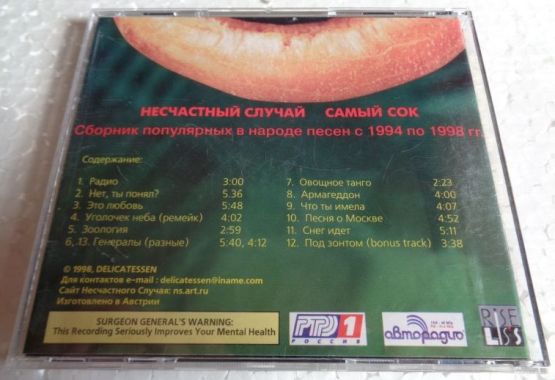 НЕСЧАСТНЫЙ СЛУЧАЙ САМЫЙ СОК
Сборник популярных в народе песен с 1994 по 1998 гг.
Содержание:
1. Радио 3:00
2. Нет, ты понял? 5.36
3. Это любовь 5:48
4. Уголочек неба (ремейк) 4:02
5. Зоология 2:59
6, 13. Генералы (разные) 5:40, 4:12
7. Овощное танго 2:23
8. Армагеддон 4:00
9. Что ты имела 4:07
10. Песня о Москве 4:52
11. Снег идет 5:11
12. Под зонтом (bonus track) 3:38
© 1998, DELICATESSEN
Для контактов e-mail : delicatessen@iname.com
Сайт Несчастного Случая: ns.art.ru
Изготовлено в Австрии
SURGEON GENERAL'S WARNING:
This Recording Seriously Improves Your Mental Health
РТР 1
РОССИЯ
авторадио
RISE
LISS